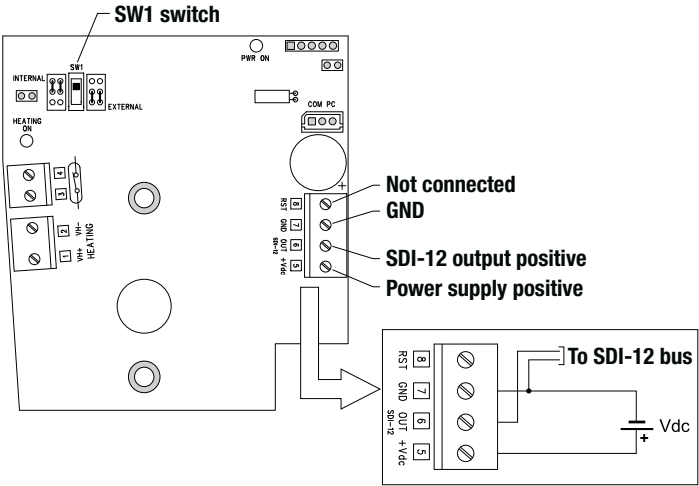 SW1 switch
PWR ON
SW1
INTERNAL
EXTERNAL
COM PC
HEATING
ON
4
3
2
1
VH-
VH+
HEATING
+
RST
8
GND
7
OUT
6
SDI-12
+Vdc
5
Not connected
GND
SDI-12 output positive
Power supply positive
RST
8
GND
7
OUT
6
SDI-12
+Vdc
5
To SDI-12 bus
Vdc
+